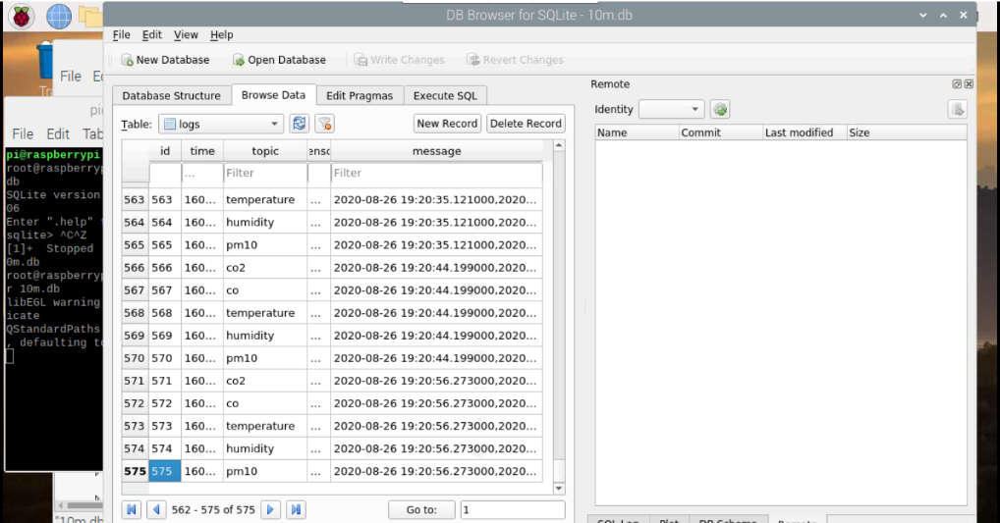 DB Browser for SQLite - 10m.db
File Edit View Help
New Database Open Database Write Changes Revert Changes
File
Database Structure Browse Data Edit Pragmas Execute SQL
Table: logs New Record Delete Record
id time topic message
... Filter Filter
563 563 160... temperature ... 2020-08-26 19:20:35.121000,2020...
564 564 160... humidity ... 2020-08-26 19:20:35.121000,2020...
565 565 160... pm10 ... 2020-08-26 19:20:35.121000,2020...
566 566 160... co2 ... 2020-08-26 19:20:44.199000,2020...
567 567 160... co ... 2020-08-26 19:20:44.199000,2020...
568 568 160... temperature ... 2020-08-26 19:20:44.199000,2020...
569 569 160... humidity ... 2020-08-26 19:20:44.199000,2020...
570 570 160... pm10 ... 2020-08-26 19:20:44.199000,2020...
571 571 160... co2 ... 2020-08-26 19:20:56.273000,2020...
572 572 160... co ... 2020-08-26 19:20:56.273000,2020...
573 573 160... temperature ... 2020-08-26 19:20:56.273000,2020...
574 574 160... humidity ... 2020-08-26 19:20:56.273000,2020...
575 575 160... pm10 ... 2020-08-26 19:20:56.273000,2020...
562 - 575 of 575 Go to: 1
Remote
Identity
Name Commit Last modified Size
SQL Log Plot DB Schema Remote
File Edit Tab
pi@raspberrypi
root@raspberryp
db
SQLite version
06
Enter ".help"
sqlite> ^C^Z
[1]+ Stopped
0m.db
root@raspberryp
r 10m.db
libEGL warning
icate
QStandardPaths
, defaulting to
"10m.db